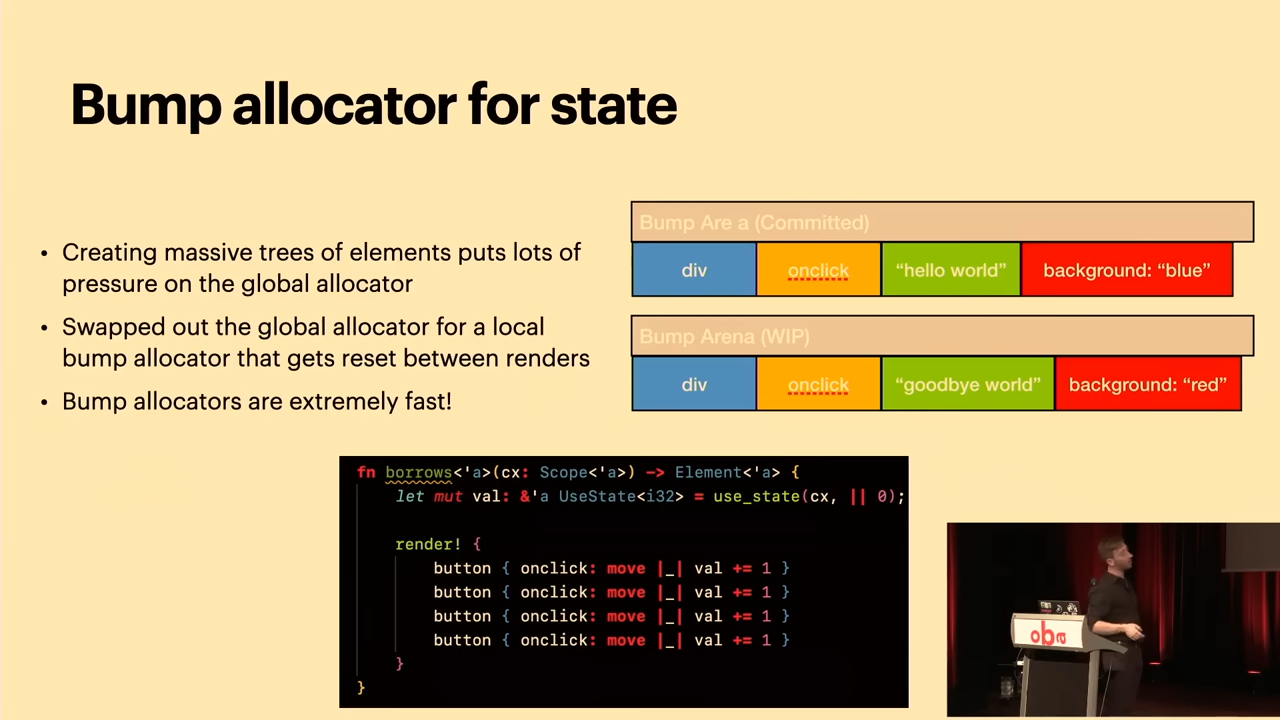 Bump allocator for state
• Creating massive trees of elements puts lots of
pressure on the global allocator
• Swapped out the global allocator for a local
bump allocator that gets reset between renders
• Bump allocators are extremely fast!
Bump Are a (Committed)
div onclick “hello world” background: “blue”
Bump Arena (WIP)
div onclick “goodbye world” background: “red”
fn borrows<'a>(cx: Scope<'a>) -> Element<'a> {
let mut val: &'a UseState<i32> = use_state(cx, || 0);
render! {
button { onclick: move |_| val += 1 }
button { onclick: move |_| val += 1 }
button { onclick: move |_| val += 1 }
button { onclick: move |_| val += 1 }
}
}
oba